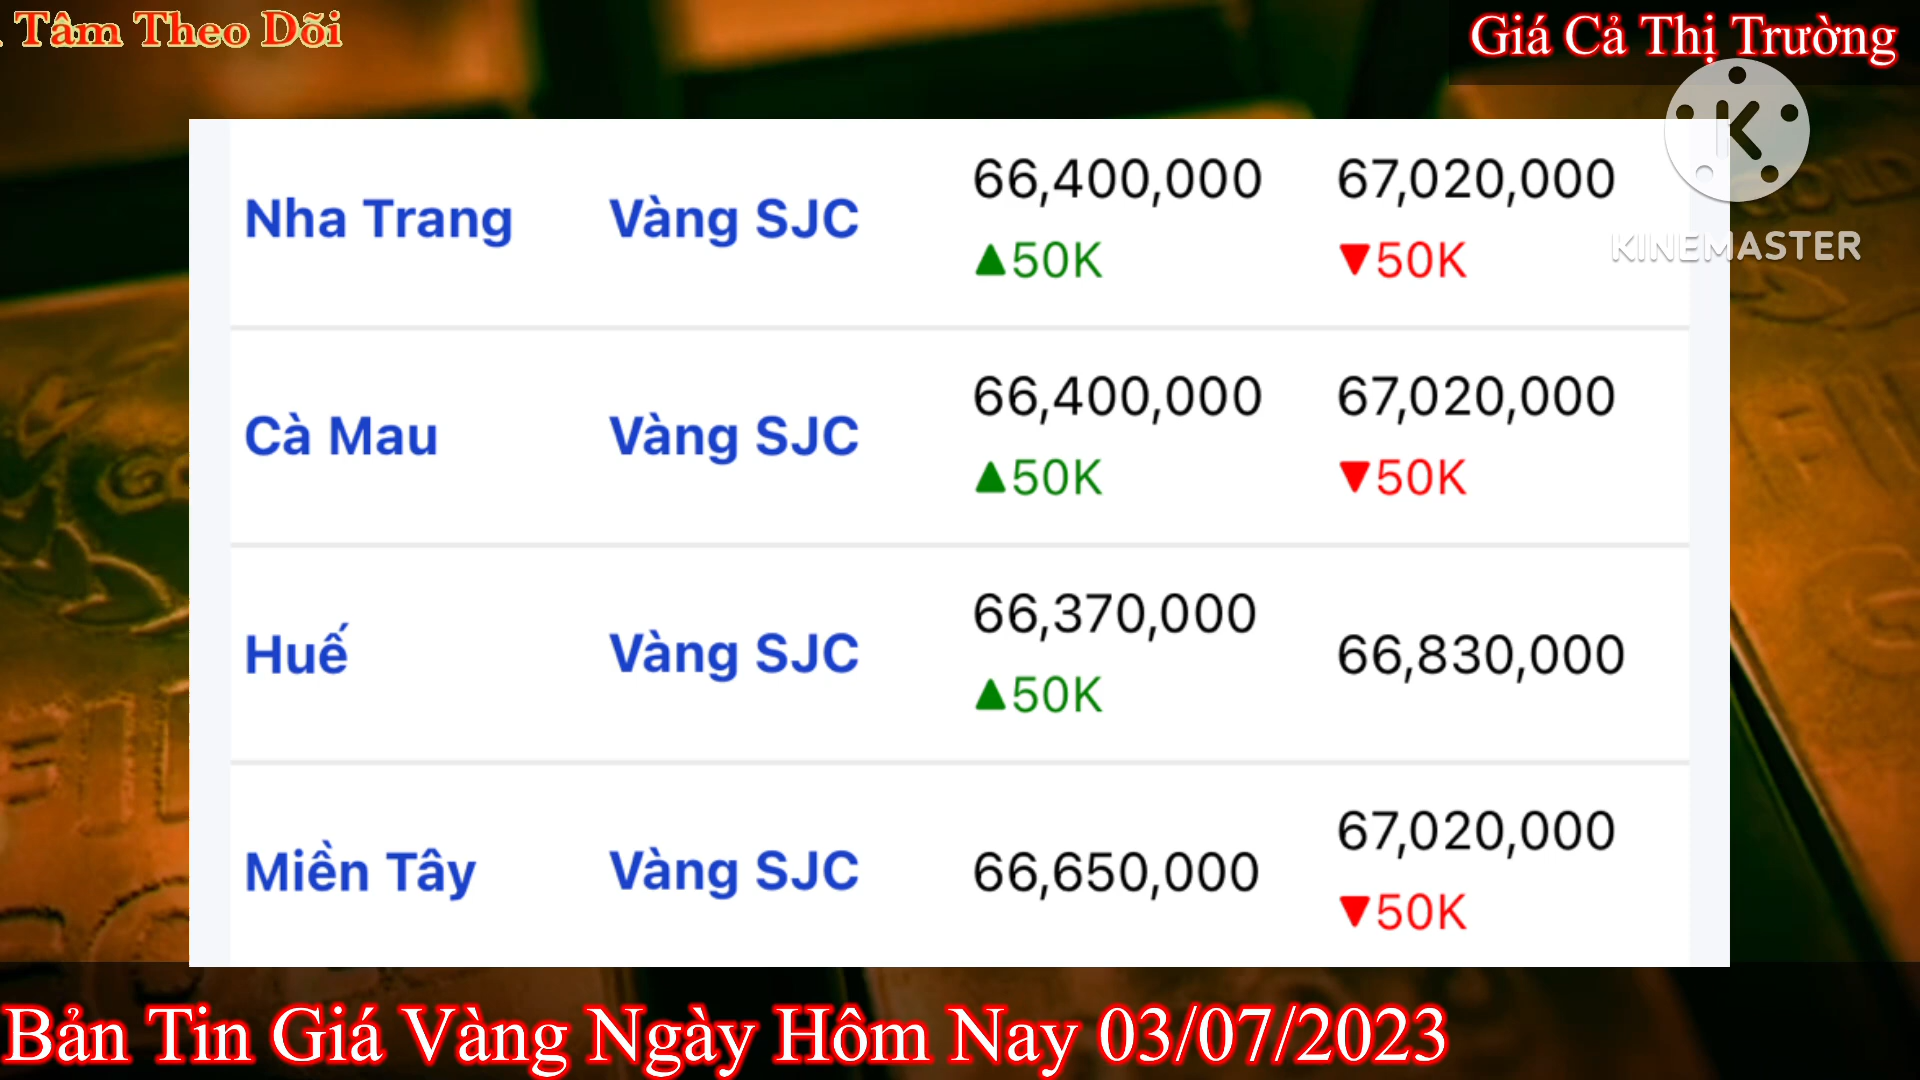 Tâm Theo Dõi
Giá Cả Thị Trường
K
KINEMASTER
Nha Trang Vàng SJC 66,400,000 67,020,000
▲50K ▼50K
Cà Mau Vàng SJC 66,400,000 67,020,000
▲50K ▼50K
Huế Vàng SJC 66,370,000 66,830,000
▲50K
Miền Tây Vàng SJC 66,650,000 67,020,000
▼50K
Bản Tin Giá Vàng Ngày Hôm Nay 03/07/2023